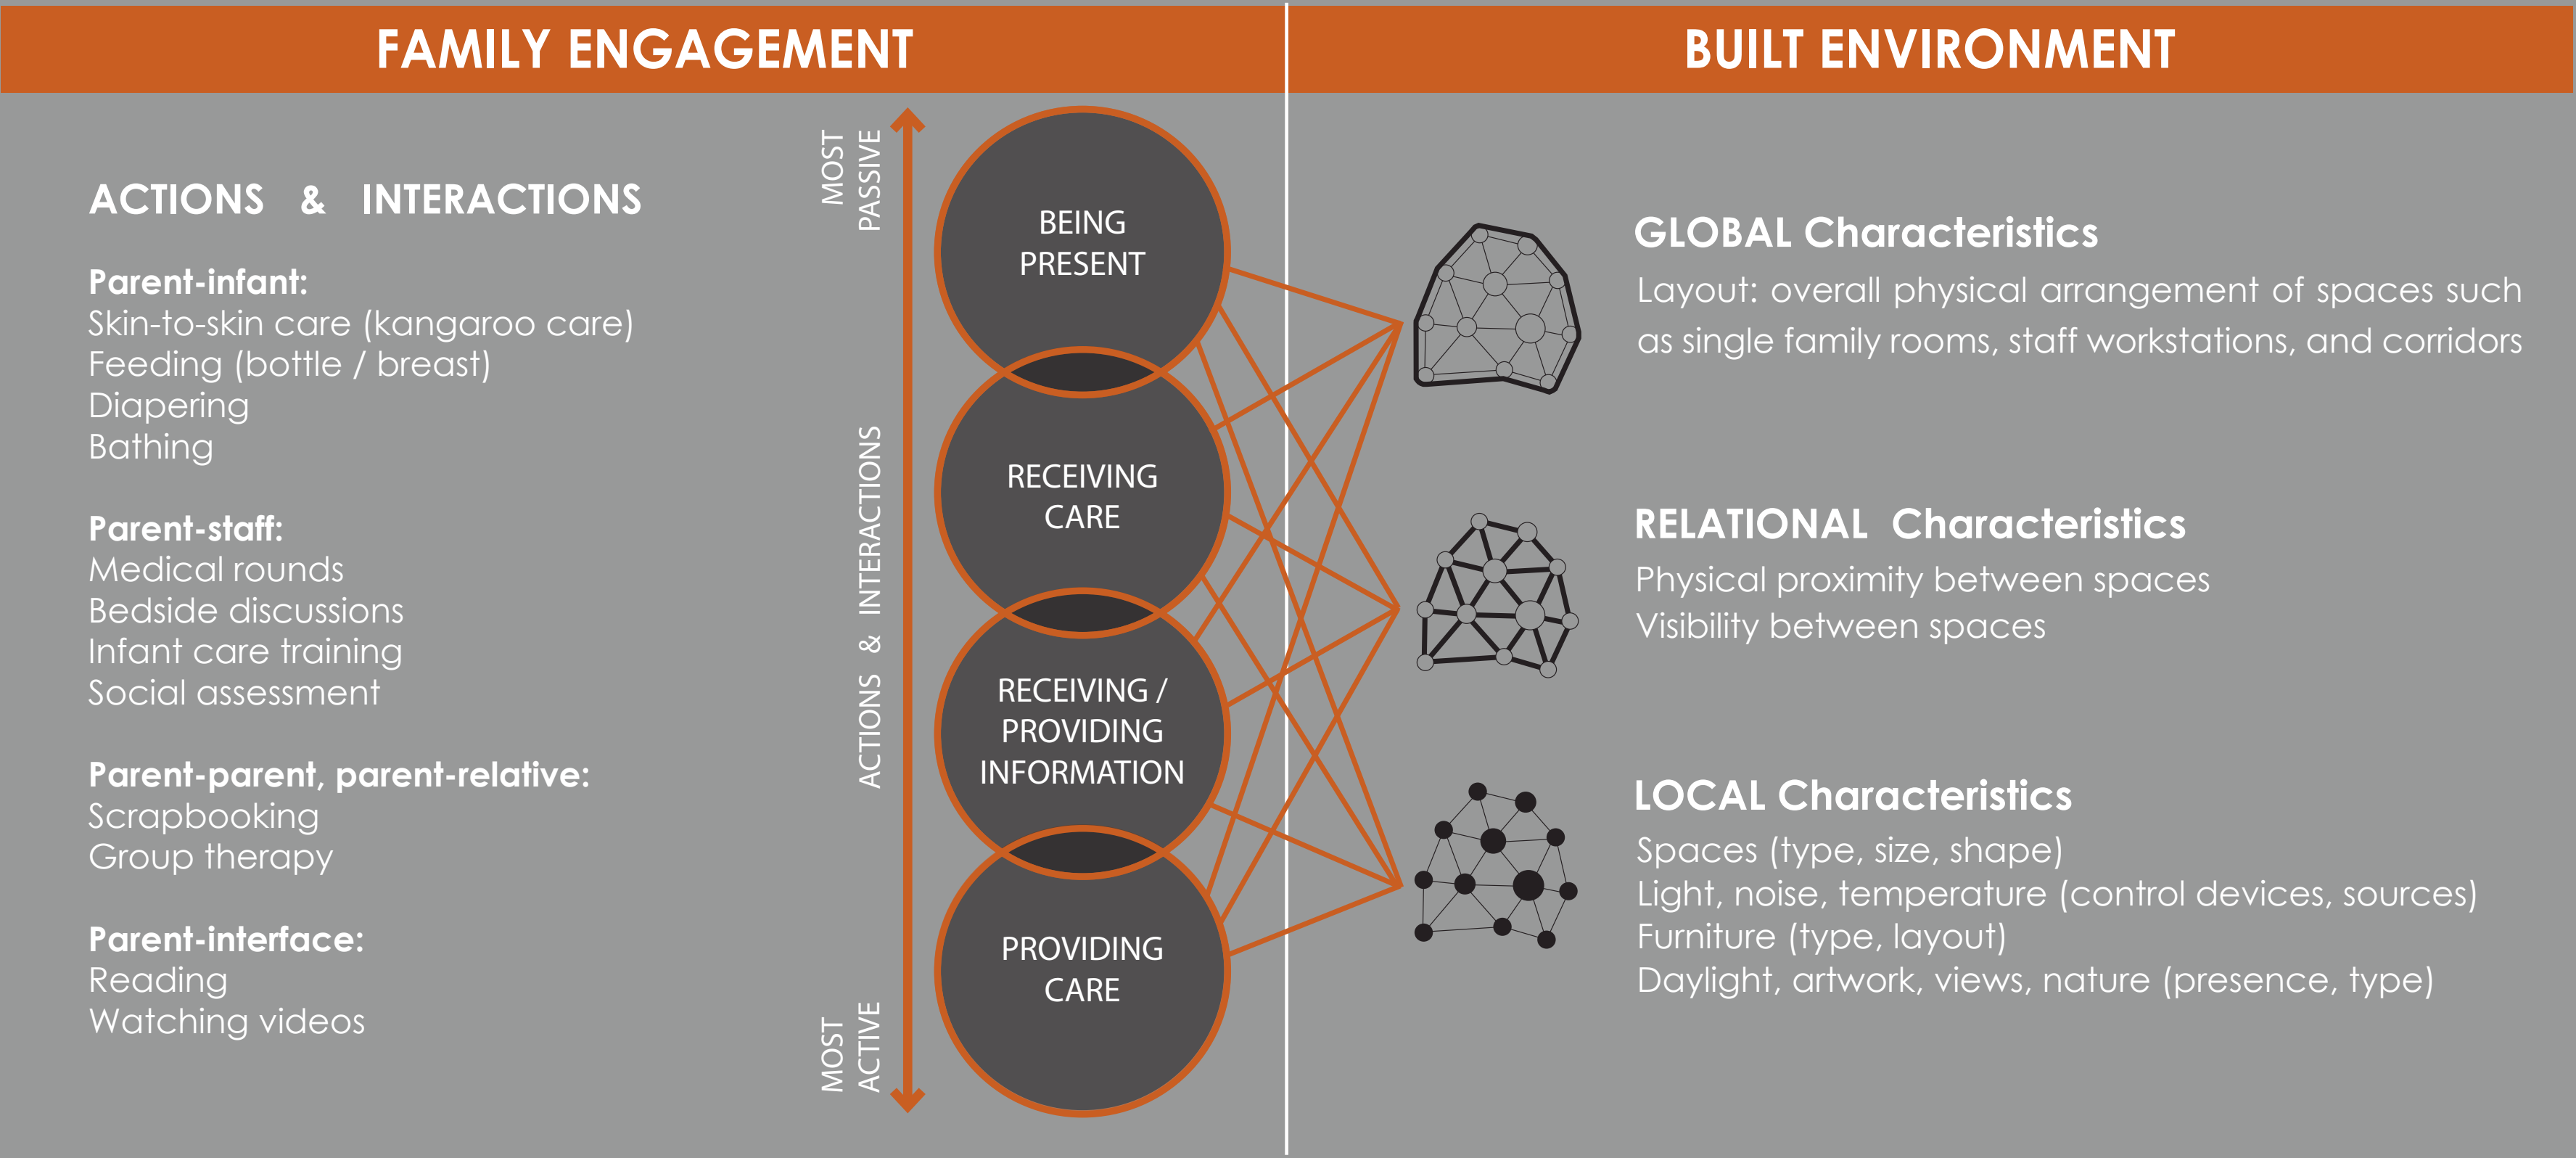 FAMILY ENGAGEMENT
BUILT ENVIRONMENT
ACTIONS & INTERACTIONS
Parent-infant:
Skin-to-skin care (kangaroo care)
Feeding (bottle / breast)
Diapering
Bathing
Parent-staff:
Medical rounds
Bedside discussions
Infant care training
Social assessment
Parent-parent, parent-relative:
Scrapbooking
Group therapy
Parent-interface:
Reading
Watching videos
MOST
PASSIVE
ACTIONS & INTERACTIONS
MOST
ACTIVE
BEING
PRESENT
RECEIVING
CARE
RECEIVING /
PROVIDING
INFORMATION
PROVIDING
CARE
GLOBAL Characteristics
Layout: overall physical arrangement of spaces such
as single family rooms, staff workstations, and corridors
RELATIONAL Characteristics
Physical proximity between spaces
Visibility between spaces
LOCAL Characteristics
Spaces (type, size, shape)
Light, noise, temperature (control devices, sources)
Furniture (type, layout)
Daylight, artwork, views, nature (presence, type)